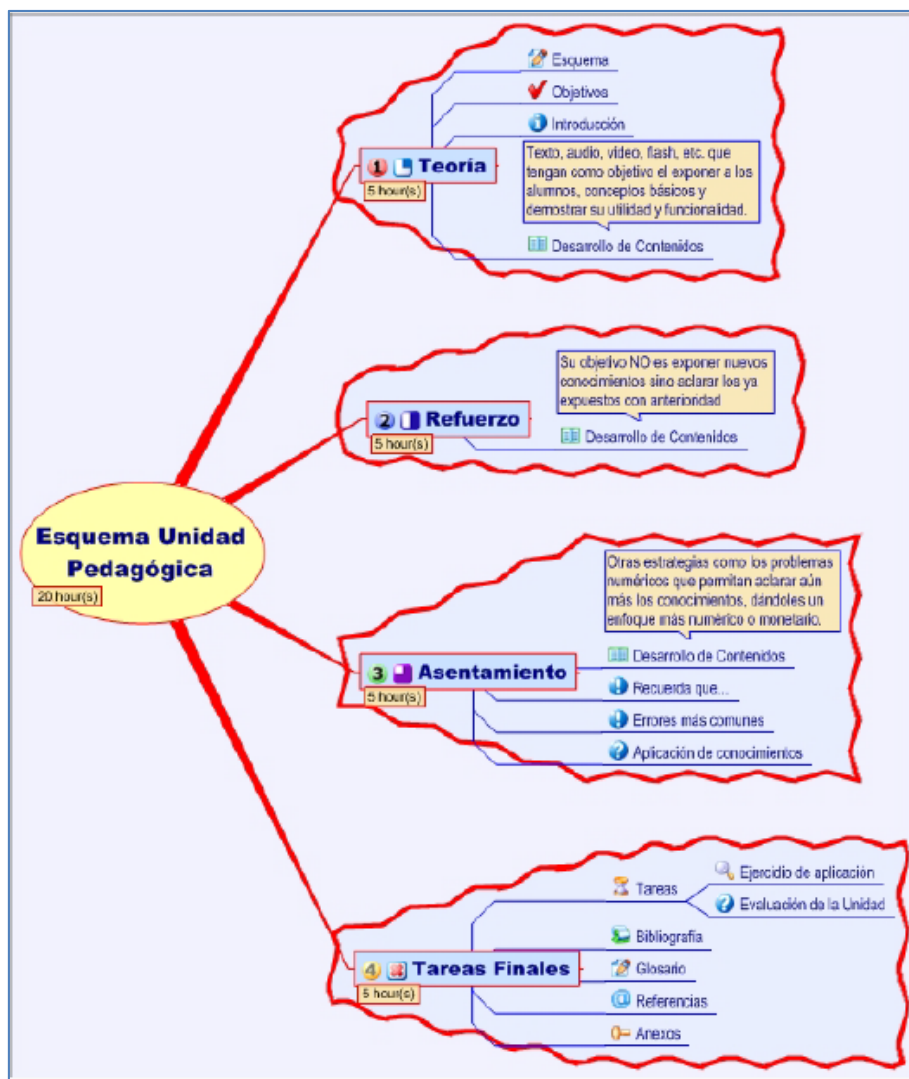 Esquema
Objetivos
Introducción
1 Teoría
5 hour(s)
Texto, audio, video, flash, etc. que
tengan como objetivo el exponer a los
alumnos, conceptos básicos y
demostrar su utilidad y funcionalidad.
Desarrollo de Contenidos
Su objetivo NO es exponer nuevos
conocimientos sino aclarar los ya
expuestos con anterioridad
2 Refuerzo
5 hour(s)
Desarrollo de Contenidos
Esquema Unidad
Pedagógica
20 hour(s)
Otras estrategias como los problemas
numéricos que permitan aclarar aún
más los conocimientos, dándoles un
enfoque más numérico o monetario.
3 Asentamiento
5 hour(s)
Desarrollo de Contenidos
Recuerda que...
Errores más comunes
Aplicación de conocimientos
Tareas
Ejercidio de aplicación
Evaluación de la Unidad
Bibliografía
4 Tareas Finales
5 hour(s)
Glosario
Referencias
Anexos